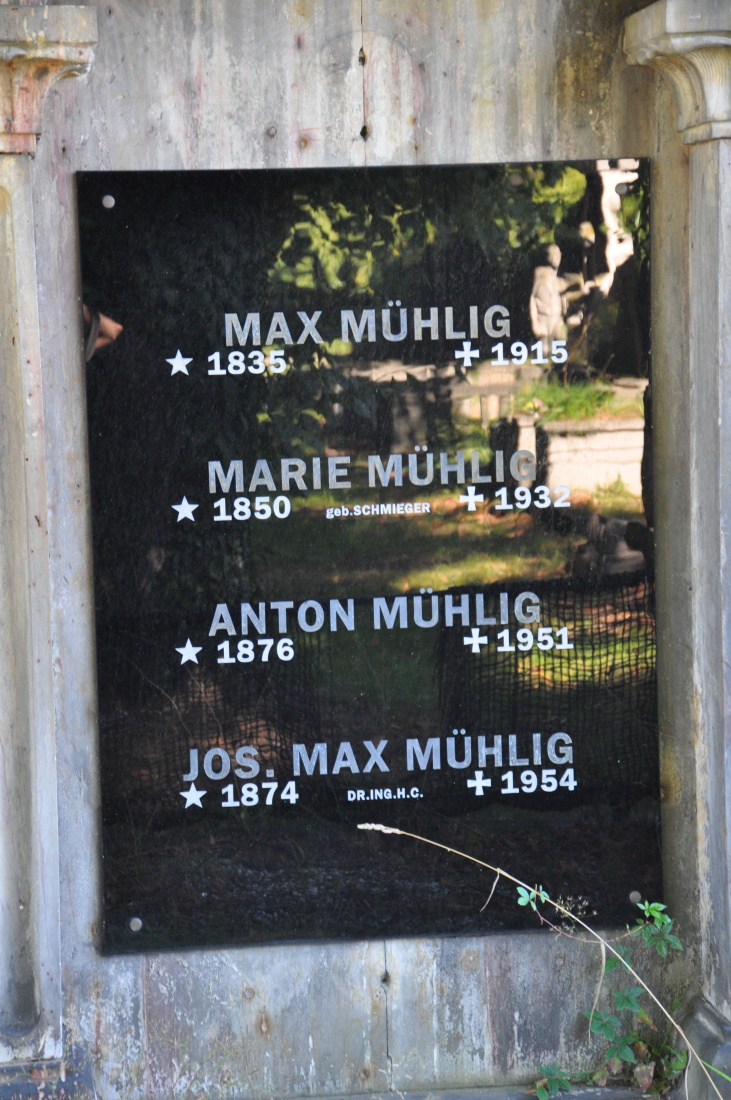 MAX MÜHLIG
★ 1835 ✝ 1915
MARIE MÜHLIG
★ 1850 geb.SCHMIEGER ✝ 1932
ANTON MÜHLIG
★ 1876 ✝ 1951
JOS. MAX MÜHLIG
★ 1874 DR.ING.H.C. ✝ 1954